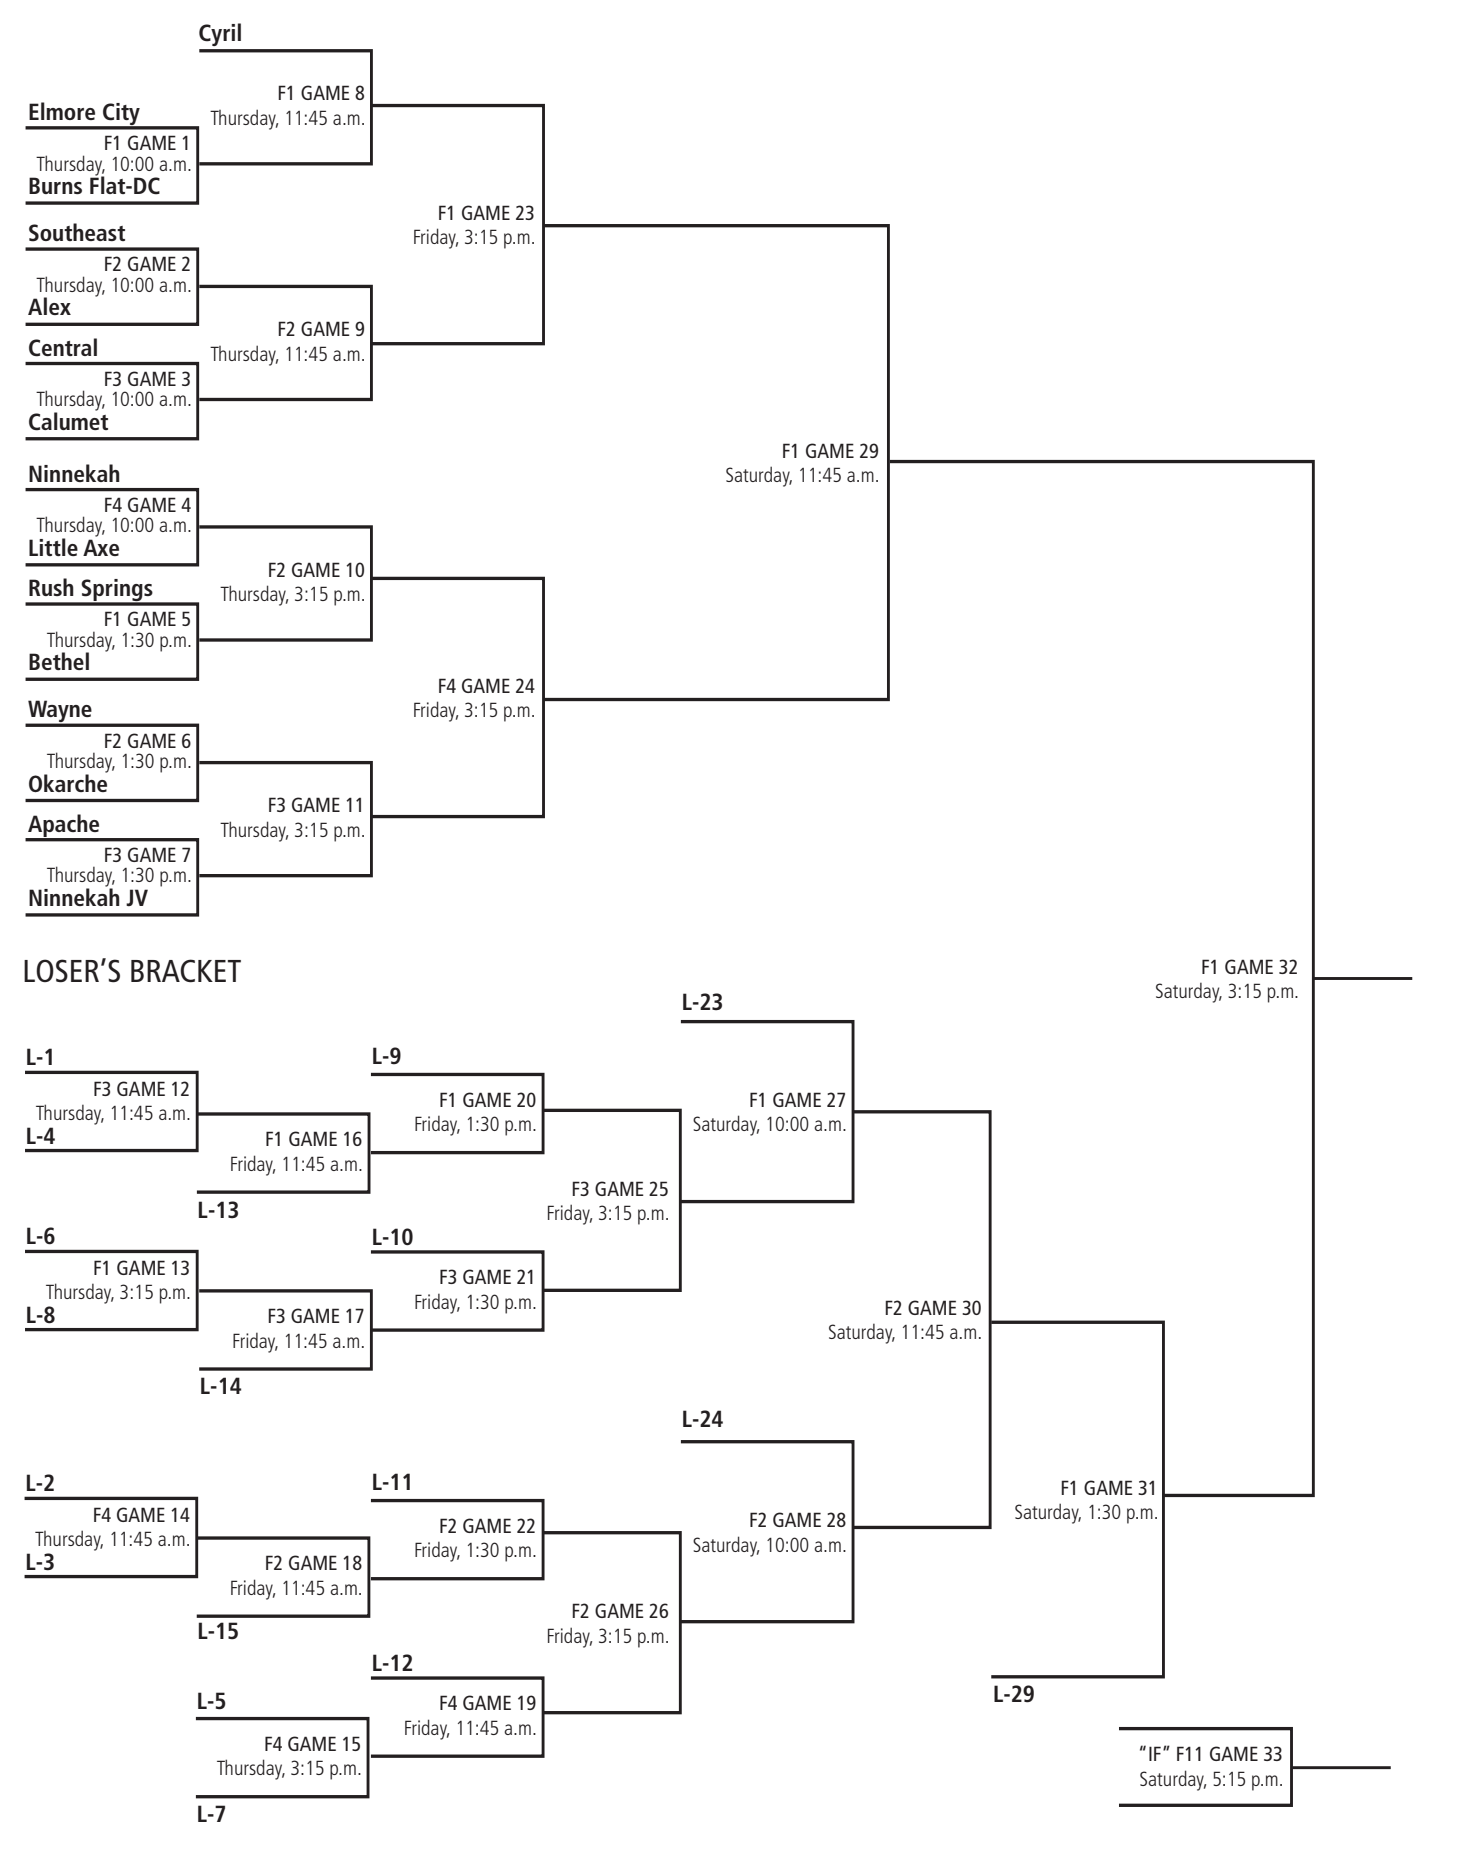 Cyril
F1 GAME 8
Thursday, 11:45 a.m.
Elmore City
F1 GAME 1
Thursday, 10:00 a.m.
Burns Flat-DC
F1 GAME 23
Friday, 3:15 p.m.
Southeast
F2 GAME 2
Thursday, 10:00 a.m.
Alex
F2 GAME 9
Thursday, 11:45 a.m.
Central
F3 GAME 3
Thursday, 10:00 a.m.
Calumet
F1 GAME 29
Saturday, 11:45 a.m.
Ninnekah
F4 GAME 4
Thursday, 10:00 a.m.
Little Axe
F2 GAME 10
Thursday, 3:15 p.m.
Rush Springs
F1 GAME 5
Thursday, 1:30 p.m.
Bethel
F4 GAME 24
Friday, 3:15 p.m.
Wayne
F2 GAME 6
Thursday, 1:30 p.m.
Okarche
F3 GAME 11
Thursday, 3:15 p.m.
Apache
F3 GAME 7
Thursday, 1:30 p.m.
Ninnekah JV
LOSER’S BRACKET
F1 GAME 32
Saturday, 3:15 p.m.
L-23
L-1
F3 GAME 12
Thursday, 11:45 a.m.
L-4
L-9
F1 GAME 20
Friday, 1:30 p.m.
F1 GAME 27
Saturday, 10:00 a.m.
F1 GAME 16
Friday, 11:45 a.m.
L-13
F3 GAME 25
Friday, 3:15 p.m.
L-6
F1 GAME 13
Thursday, 3:15 p.m.
L-8
L-10
F3 GAME 21
Friday, 1:30 p.m.
F3 GAME 17
Friday, 11:45 a.m.
L-14
F2 GAME 30
Saturday, 11:45 a.m.
L-24
L-2
F4 GAME 14
Thursday, 11:45 a.m.
L-3
L-11
F2 GAME 22
Friday, 1:30 p.m.
F2 GAME 28
Saturday, 10:00 a.m.
F1 GAME 31
Saturday, 1:30 p.m.
F2 GAME 18
Friday, 11:45 a.m.
L-15
F2 GAME 26
Friday, 3:15 p.m.
L-12
F4 GAME 19
Friday, 11:45 a.m.
L-5
F4 GAME 15
Thursday, 3:15 p.m.
L-7
L-29
“IF” F11 GAME 33
Saturday, 5:15 p.m.